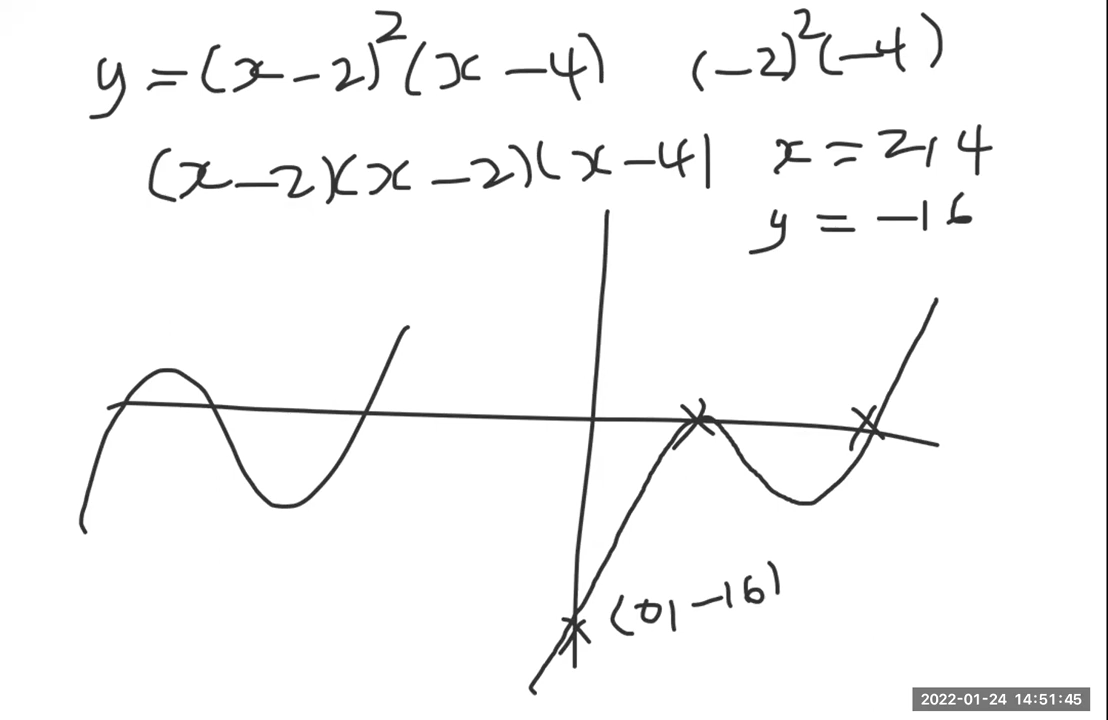 y = (x-2)²(x-4) (-2)²(-4)
(x-2)(x-2)(x-4) x = 2,4
y = -16
(0,-16)
2022-01-24 14:51:45